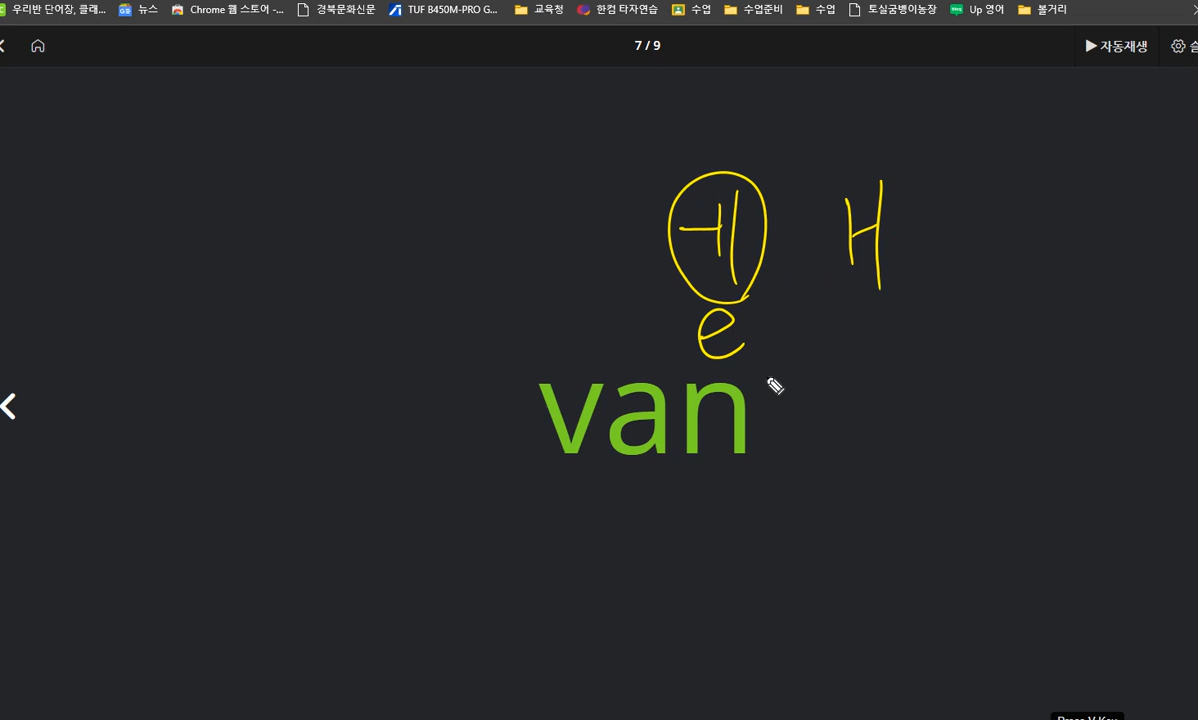 우리반 단어장, 클래... 뉴스 Chrome 웹 스토어 -... 경북문화신문 TUF B450M-PRO G... 교육청 한컴 타자연습 수업 수업준비 수업 토실굼벵이농장 Up 영어 볼거리
7 / 9 ▶ 자동재생 슬
ㅔ ㅐ
e
van
Press V Key